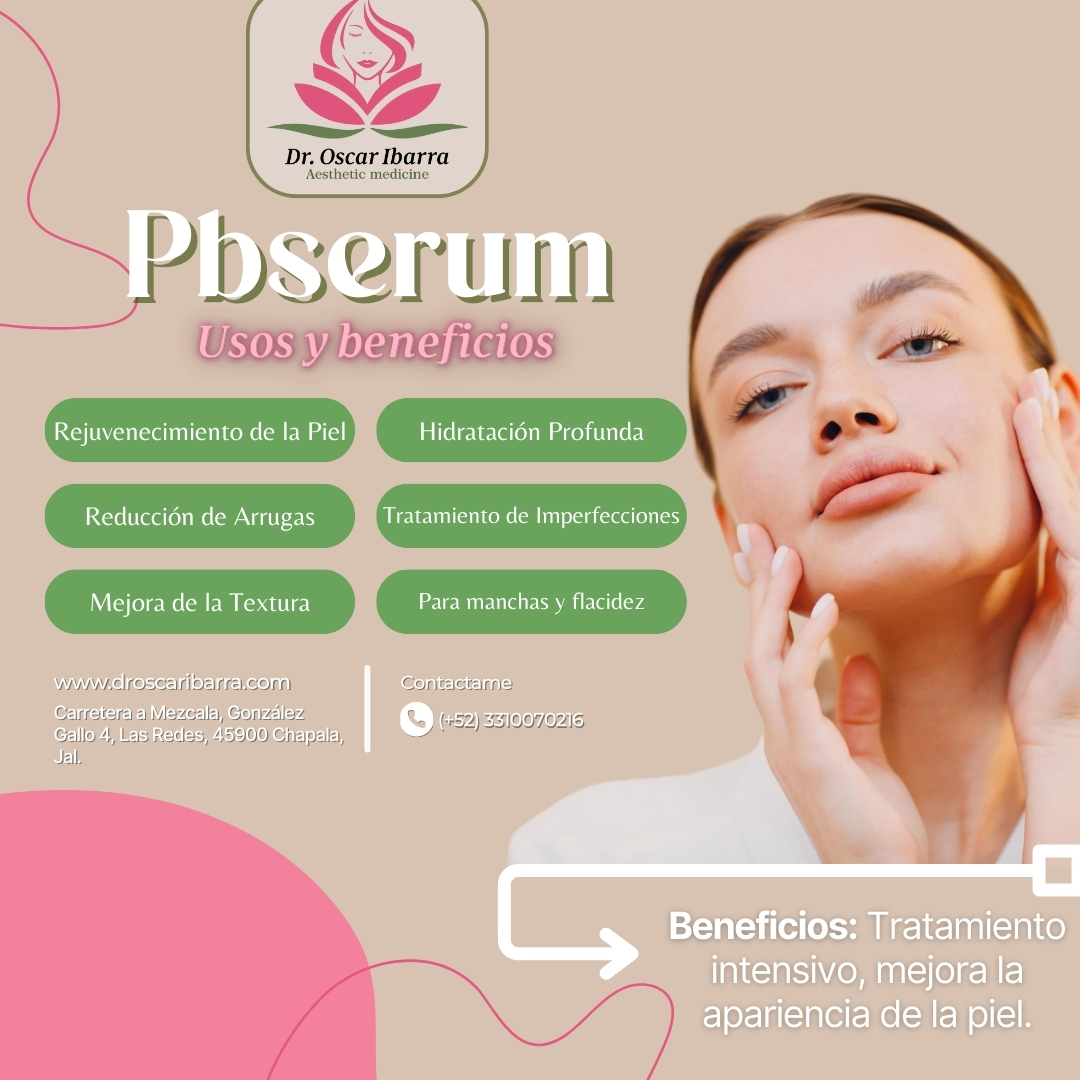 Dr. Oscar Ibarra
Aesthetic medicine
Pbserum
Usos y beneficios
Rejuvenecimiento de la Piel
Hidratación Profunda
Reducción de Arrugas
Tratamiento de Imperfecciones
Mejora de la Textura
Para manchas y flacidez
www.droscaribarra.com
Carretera a Mezcala, González
Gallo 4, Las Redes, 45900 Chapala,
Jal.
Contactame
(+52) 3310070216
Beneficios: Tratamiento
intensivo, mejora la
apariencia de la piel.